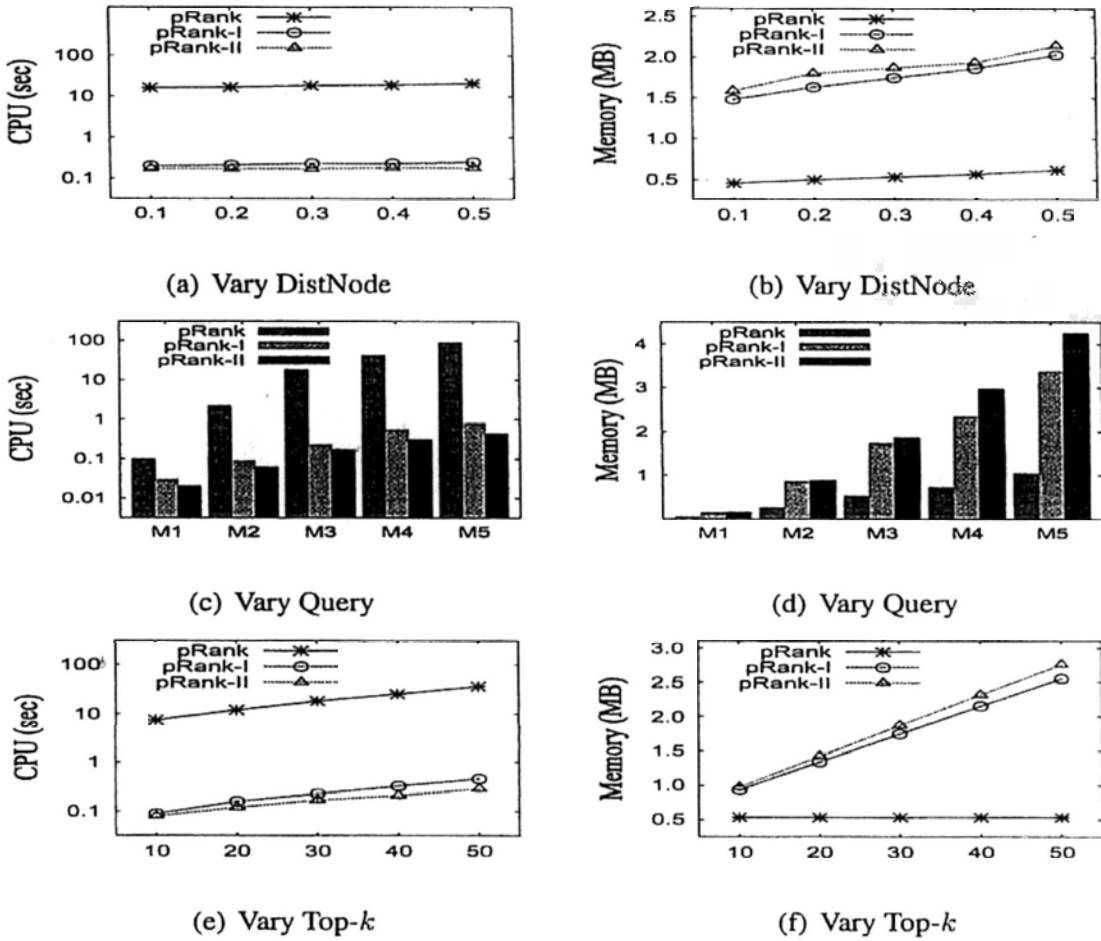 pRank
pRank-I
pRank-II
CPU (sec)
100
10
1
0.1
0.1 0.2 0.3 0.4 0.5
(a) Vary DistNode
pRank
pRank-I
pRank-II
Memory (MB)
2.5
2.0
1.5
1.0
0.5
0.1 0.2 0.3 0.4 0.5
(b) Vary DistNode
pRank
pRank-I
pRank-II
CPU (sec)
100
10
1
0.1
0.01
M1 M2 M3 M4 M5
(c) Vary Query
pRank
pRank-I
pRank-II
Memory (MB)
4
3
2
1
M1 M2 M3 M4 M5
(d) Vary Query
pRank
pRank-I
pRank-II
CPU (sec)
100
10
1
0.1
10 20 30 40 50
(e) Vary Top-k
pRank
pRank-I
pRank-II
Memory (MB)
3.0
2.5
2.0
1.5
1.0
0.5
10 20 30 40 50
(f) Vary Top-k